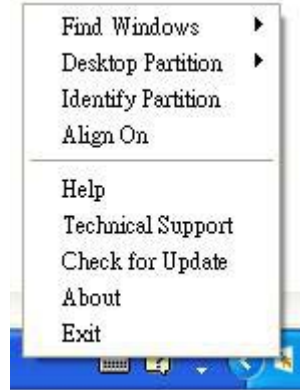 Find Windows
Desktop Partition
Identify Partition
Align On
Help
Technical Support
Check for Update
About
Exit